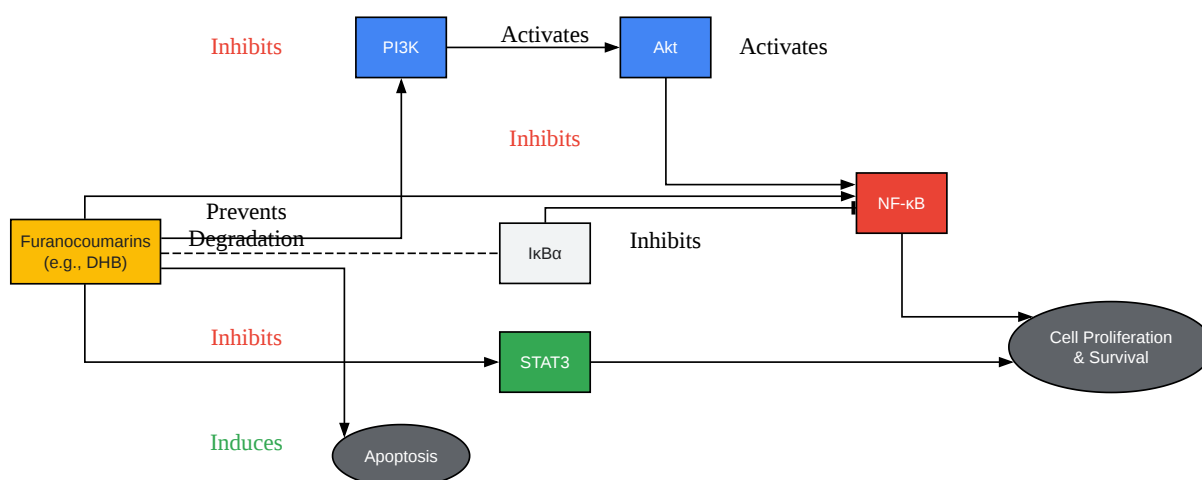 Inhibits
PI3K
Activates
Akt
Activates
Inhibits
NF-κB
Prevents
Degradation
Furanocoumarins
(e.g., DHB)
IκBα
Inhibits
Inhibits
STAT3
Cell Proliferation
& Survival
Induces
Apoptosis